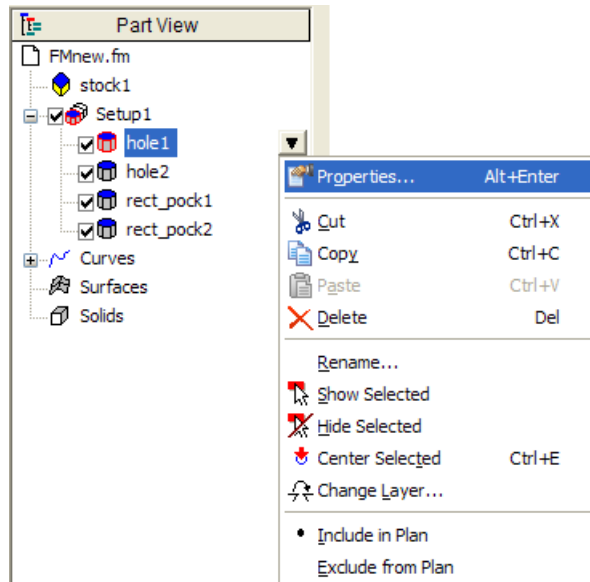 Part View
FMnew.fm
stock1
Setup1
hole1
hole2
rect_pock1
rect_pock2
Curves
Surfaces
Solids
Properties... Alt+Enter
Cut Ctrl+X
Copy Ctrl+C
Paste Ctrl+V
Delete Del
Rename...
Show Selected
Hide Selected
Center Selected Ctrl+E
Change Layer...
Include in Plan
Exclude from Plan